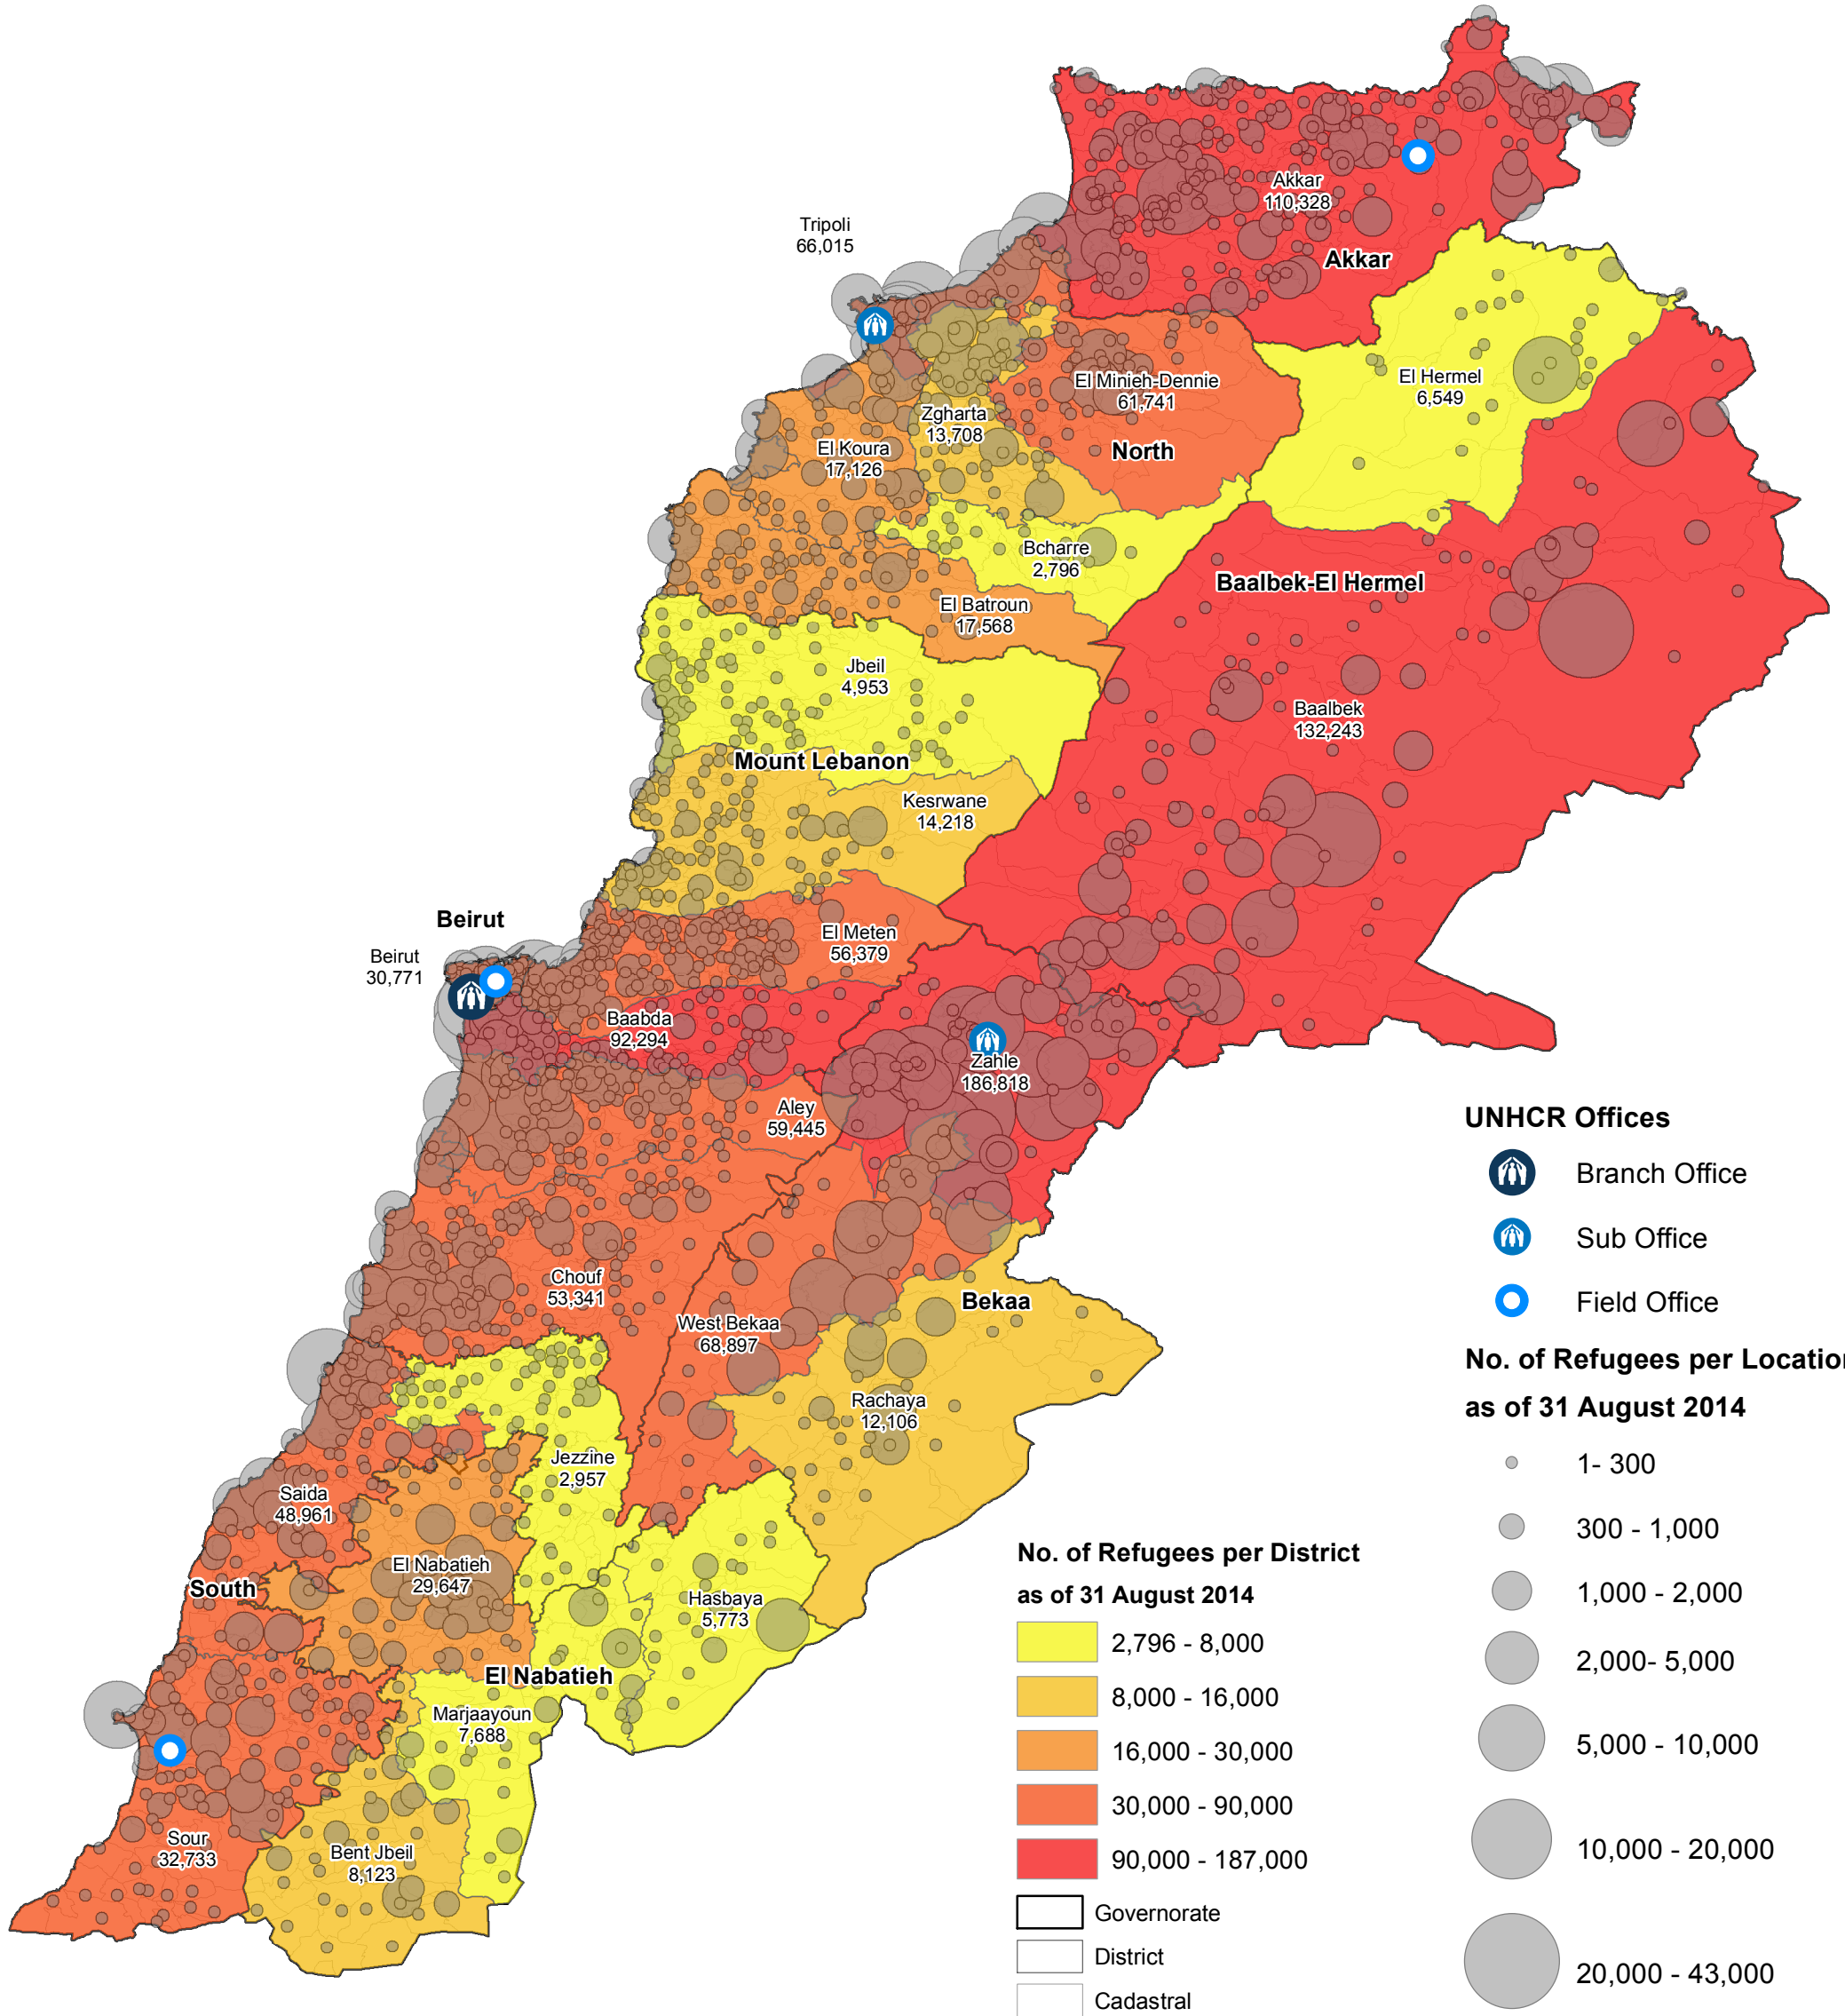 Akkar
110,328
Tripoli
66,015
Akkar
El Hermel
6,549
El Minieh-Dennie
61,741
Zgharta
13,708
El Koura
17,126
North
Bcharre
2,796
Baalbek-El Hermel
El Batroun
17,568
Jbeil
4,953
Baalbek
132,243
Mount Lebanon
Kesrwane
14,218
Beirut
El Meten
56,379
Beirut
30,771
Baabda
92,294
Zahle
186,818
Aley
59,445
Chouf
53,341
Bekaa
West Bekaa
68,897
Rachaya
12,106
Jezzine
2,957
Saida
48,961
El Nabatieh
29,647
South
Hasbaya
5,773
El Nabatieh
Marjaayoun
7,688
Sour
32,733
Bent Jbeil
8,123
UNHCR Offices
Branch Office
Sub Office
Field Office
No. of Refugees per Location
as of 31 August 2014
1- 300
300 - 1,000
1,000 - 2,000
2,000- 5,000
5,000 - 10,000
10,000 - 20,000
20,000 - 43,000
No. of Refugees per District
as of 31 August 2014
2,796 - 8,000
8,000 - 16,000
16,000 - 30,000
30,000 - 90,000
90,000 - 187,000
Governorate
District
Cadastral